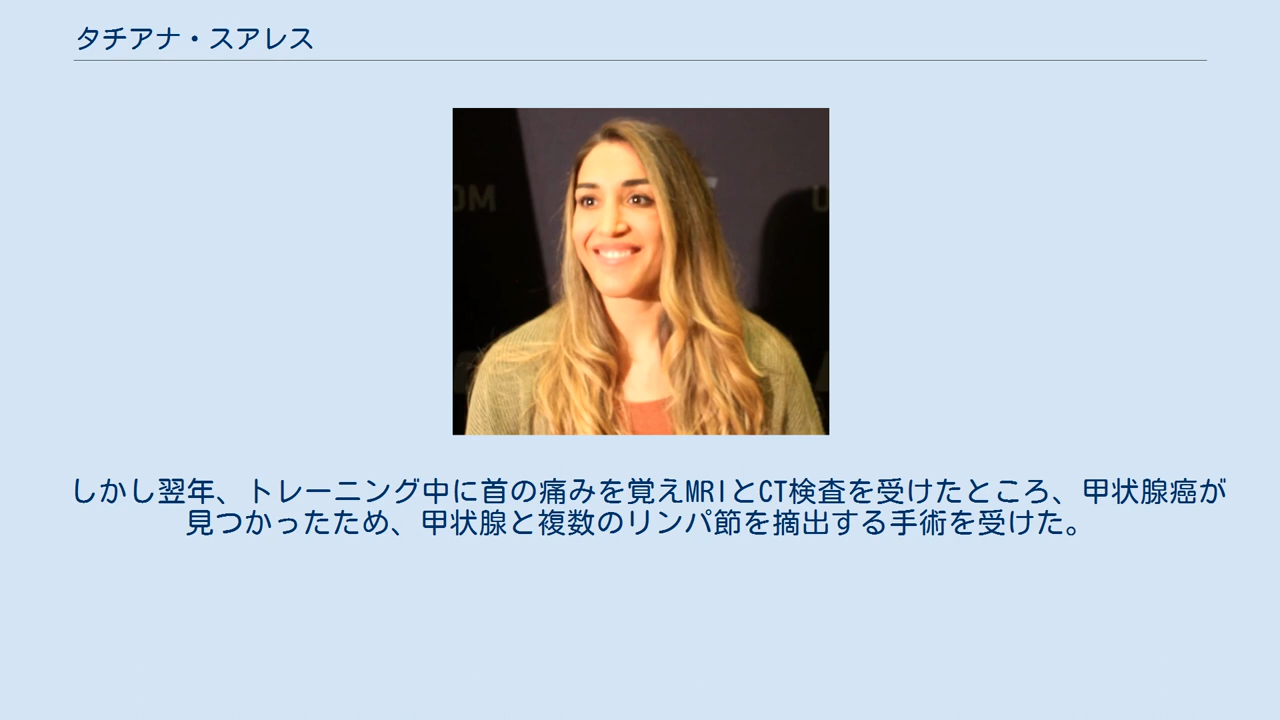 タチアナ・スアレス
OM
しかし翌年、トレーニング中に首の痛みを覚えMRIとCT検査を受けたところ、甲状腺癌が
見つかったため、甲状腺と複数のリンパ節を摘出する手術を受けた。